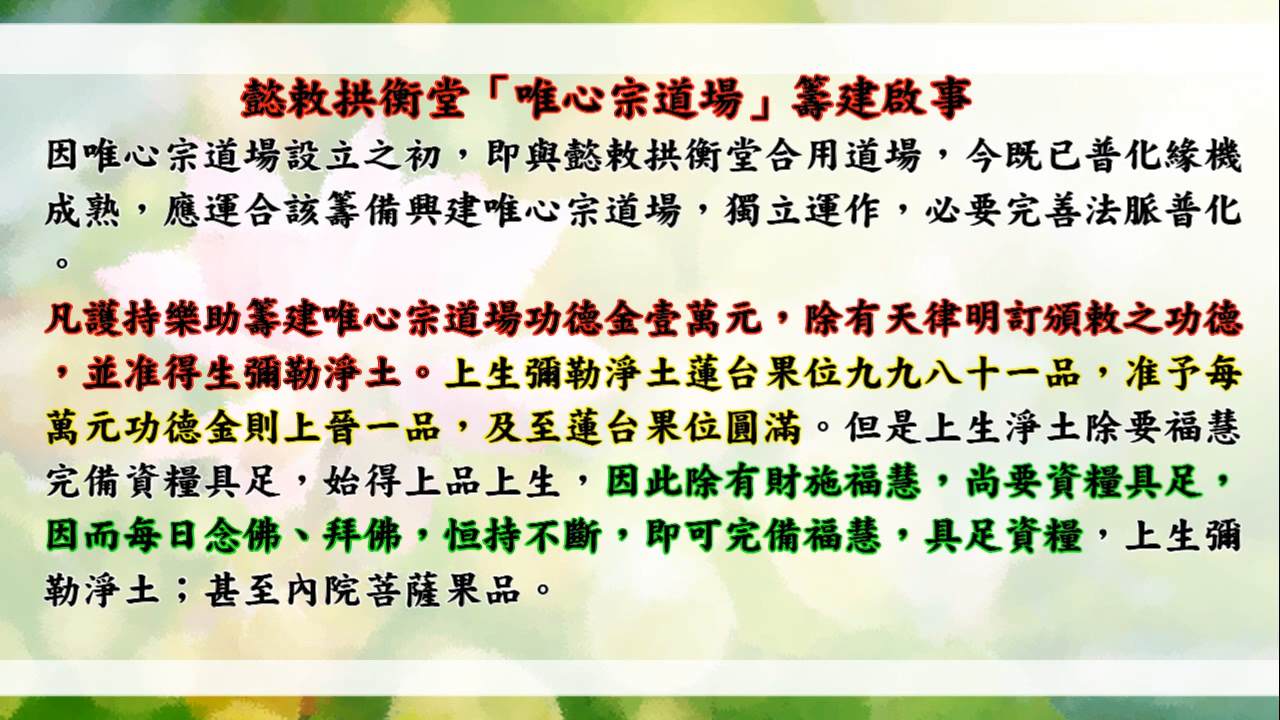 懿敕拱衡堂「唯心宗道場」籌建啟事
因唯心宗道場設立之初，即與懿敕拱衡堂合用道場，今既已普化緣機
成熟，應運合該籌備興建唯心宗道場，獨立運作，必要完善法脈普化
。
凡護持樂助籌建唯心宗道場功德金壹萬元，除有天律明訂頒敕之功德
，並准得生彌勒淨土。上生彌勒淨土蓮台果位九九八十一品，准予每
萬元功德金則上晉一品，及至蓮台果位圓滿。但是上生淨土除要福慧
完備資糧具足，始得上品上生，因此除有財施福慧，尚要資糧具足，
因而每日念佛、拜佛，恒持不斷，即可完備福慧，具足資糧，上生彌
勒淨土；甚至內院菩薩果品。